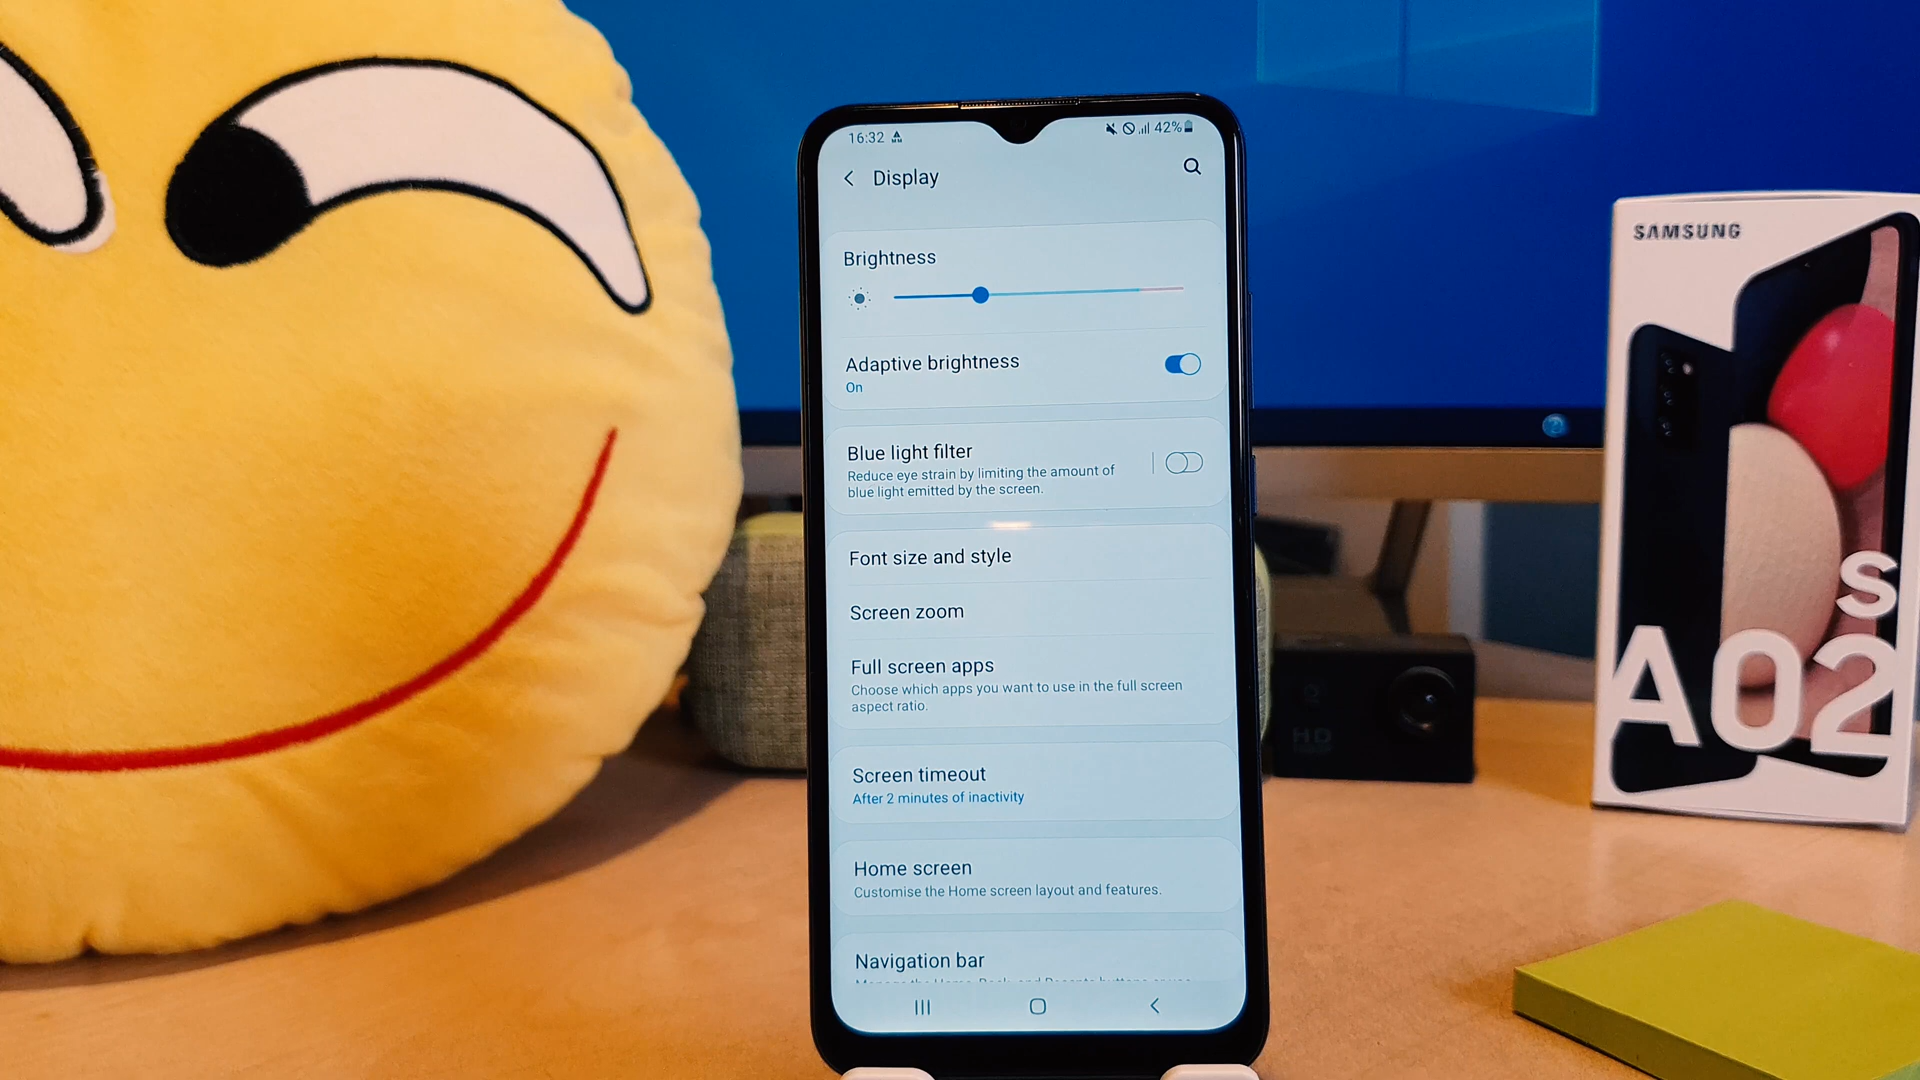 16:32
42%
Display
Brightness
Adaptive brightness
On
Blue light filter
Reduce eye strain by limiting the amount of
blue light emitted by the screen.
Font size and style
Screen zoom
Full screen apps
Choose which apps you want to use in the full screen
aspect ratio.
Screen timeout
After 2 minutes of inactivity
Home screen
Customise the Home screen layout and features.
Navigation bar
SAMSUNG
S
A02
HD